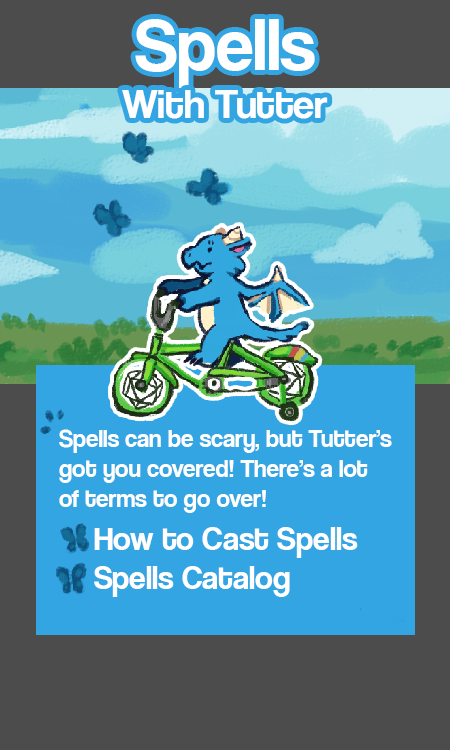 Spells
With Tutter
Spells can be scary, but Tutter's
got you covered! There's a lot
of terms to go over!
How to Cast Spells
Spells Catalog